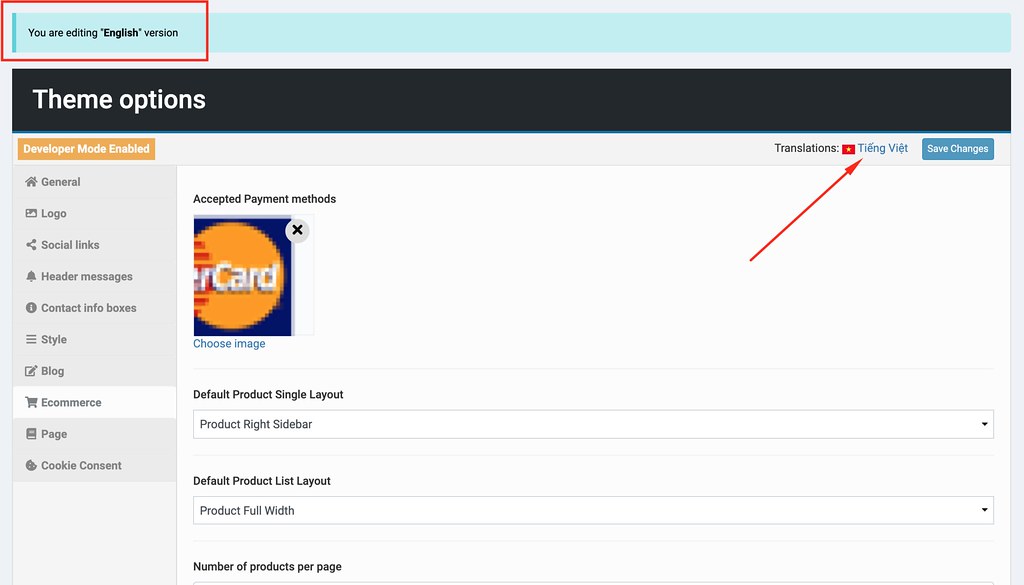 You are editing "English" version
Theme options
Developer Mode Enabled
Translations: Tiếng Việt
Save Changes
General
Logo
Social links
Header messages
Contact info boxes
Style
Blog
Ecommerce
Page
Cookie Consent
Accepted Payment methods
rCard
Choose image
Default Product Single Layout
Product Right Sidebar
Default Product List Layout
Product Full Width
Number of products per page